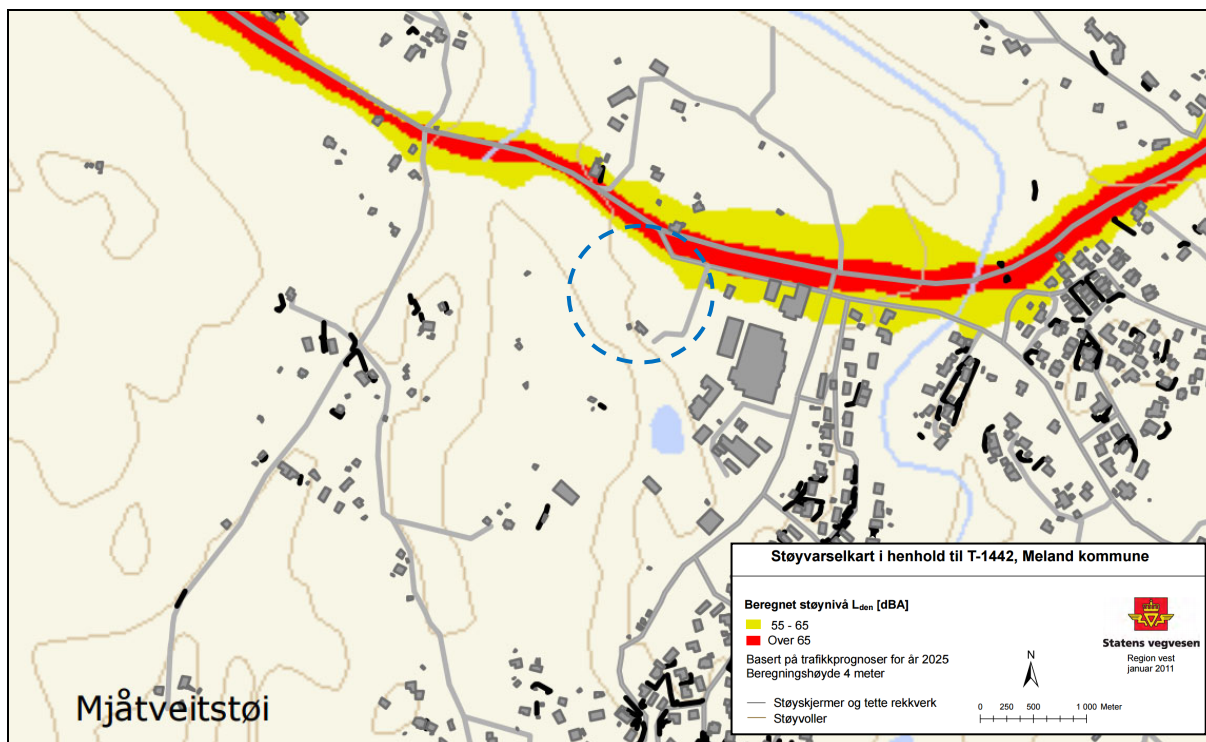 Mjåtveitstøi
Støyvarselkart i henhold til T-1442, Meland kommune
Beregnet støynivå Lden [dBA]
55 - 65
Over 65
Basert på trafikkprognoser for år 2025
Beregningshøyde 4 meter
Støyskjermer og tette rekkverk
Støyvoller
Statens vegvesen
Region vest
januar 2011
N
0 250 500 1 000 Meter